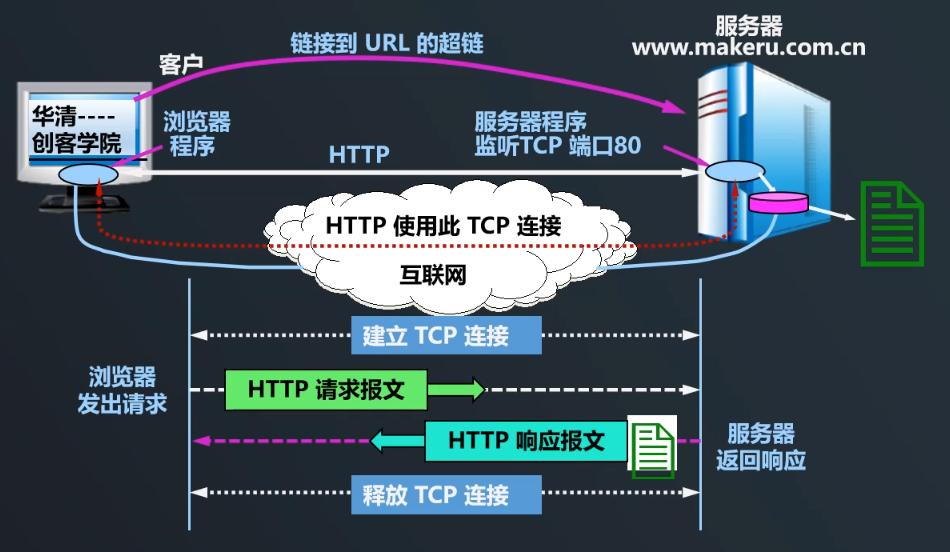 服务器
www.makeru.com.cn
链接到 URL 的超链
客户
华清----
创客学院
浏览器
程序
服务器程序
监听TCP 端口80
HTTP
HTTP 使用此 TCP 连接
互联网
建立 TCP 连接
浏览器
发出请求
HTTP 请求报文
HTTP 响应报文
服务器
返回响应
释放 TCP 连接